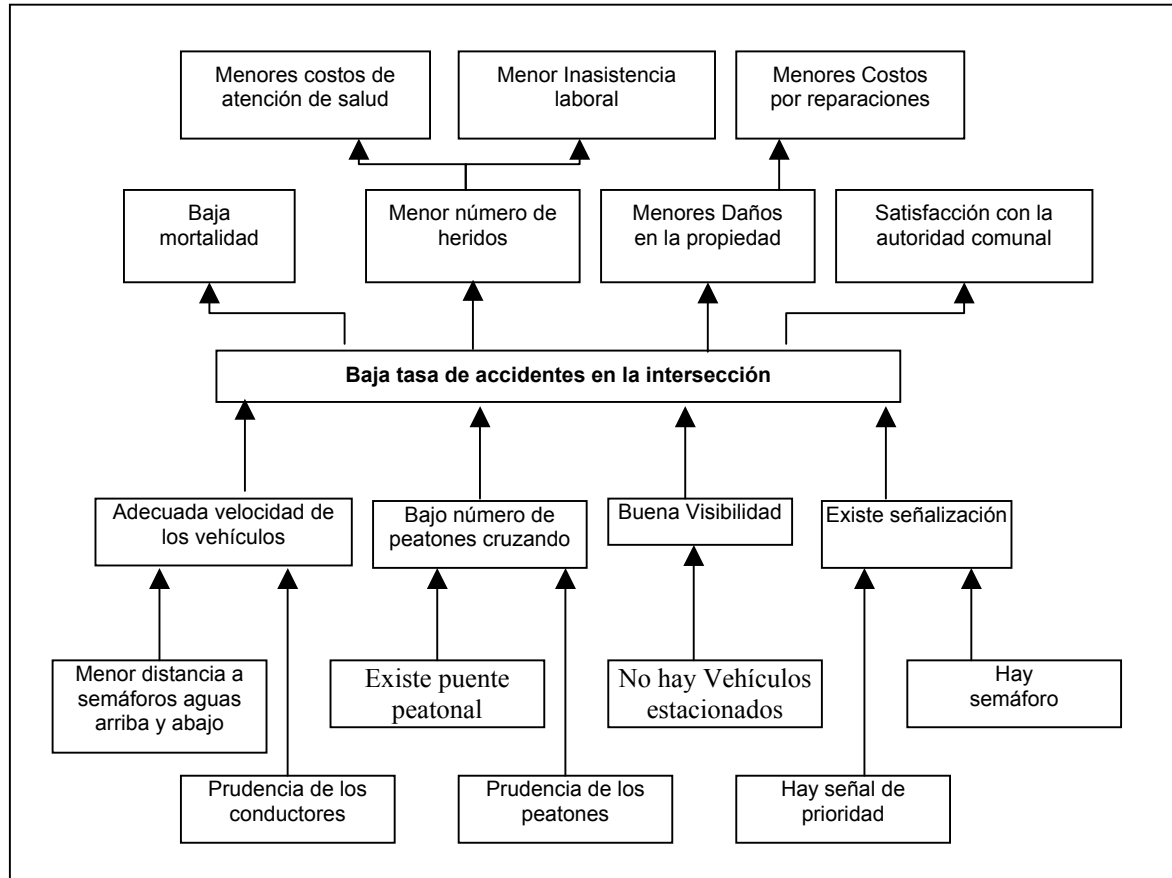 Menores costos de
atención de salud
Menor Inasistencia
laboral
Menores Costos
por reparaciones
Baja
mortalidad
Menor número de
heridos
Menores Daños
en la propiedad
Satisfacción con la
autoridad comunal
Baja tasa de accidentes en la intersección
Adecuada velocidad de
los vehículos
Bajo número de
peatones cruzando
Buena Visibilidad
Existe señalización
Menor distancia a
semáforos aguas
arriba y abajo
Existe puente
peatonal
No hay Vehículos
estacionados
Hay
semáforo
Prudencia de los
conductores
Prudencia de los
peatones
Hay señal de
prioridad